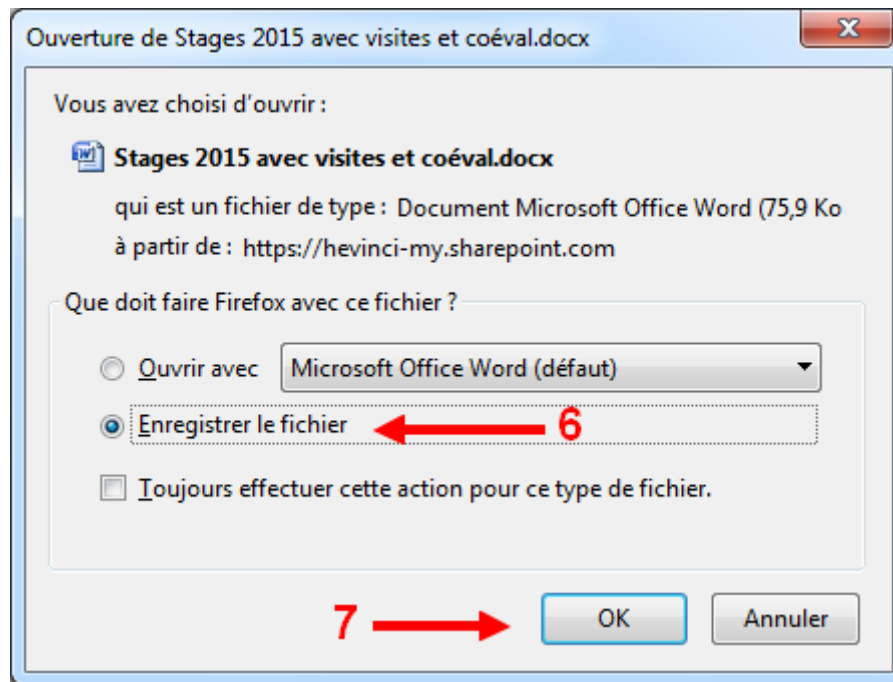 Ouverture de Stages 2015 avec visites et coéval.docx
Vous avez choisi d'ouvrir :
Stages 2015 avec visites et coéval.docx
qui est un fichier de type : Document Microsoft Office Word (75,9 Ko
à partir de : https://hevinci-my.sharepoint.com
Que doit faire Firefox avec ce fichier ?
Ouvrir avec Microsoft Office Word (défaut)
Enregistrer le fichier 6
Toujours effectuer cette action pour ce type de fichier.
7 OK Annuler